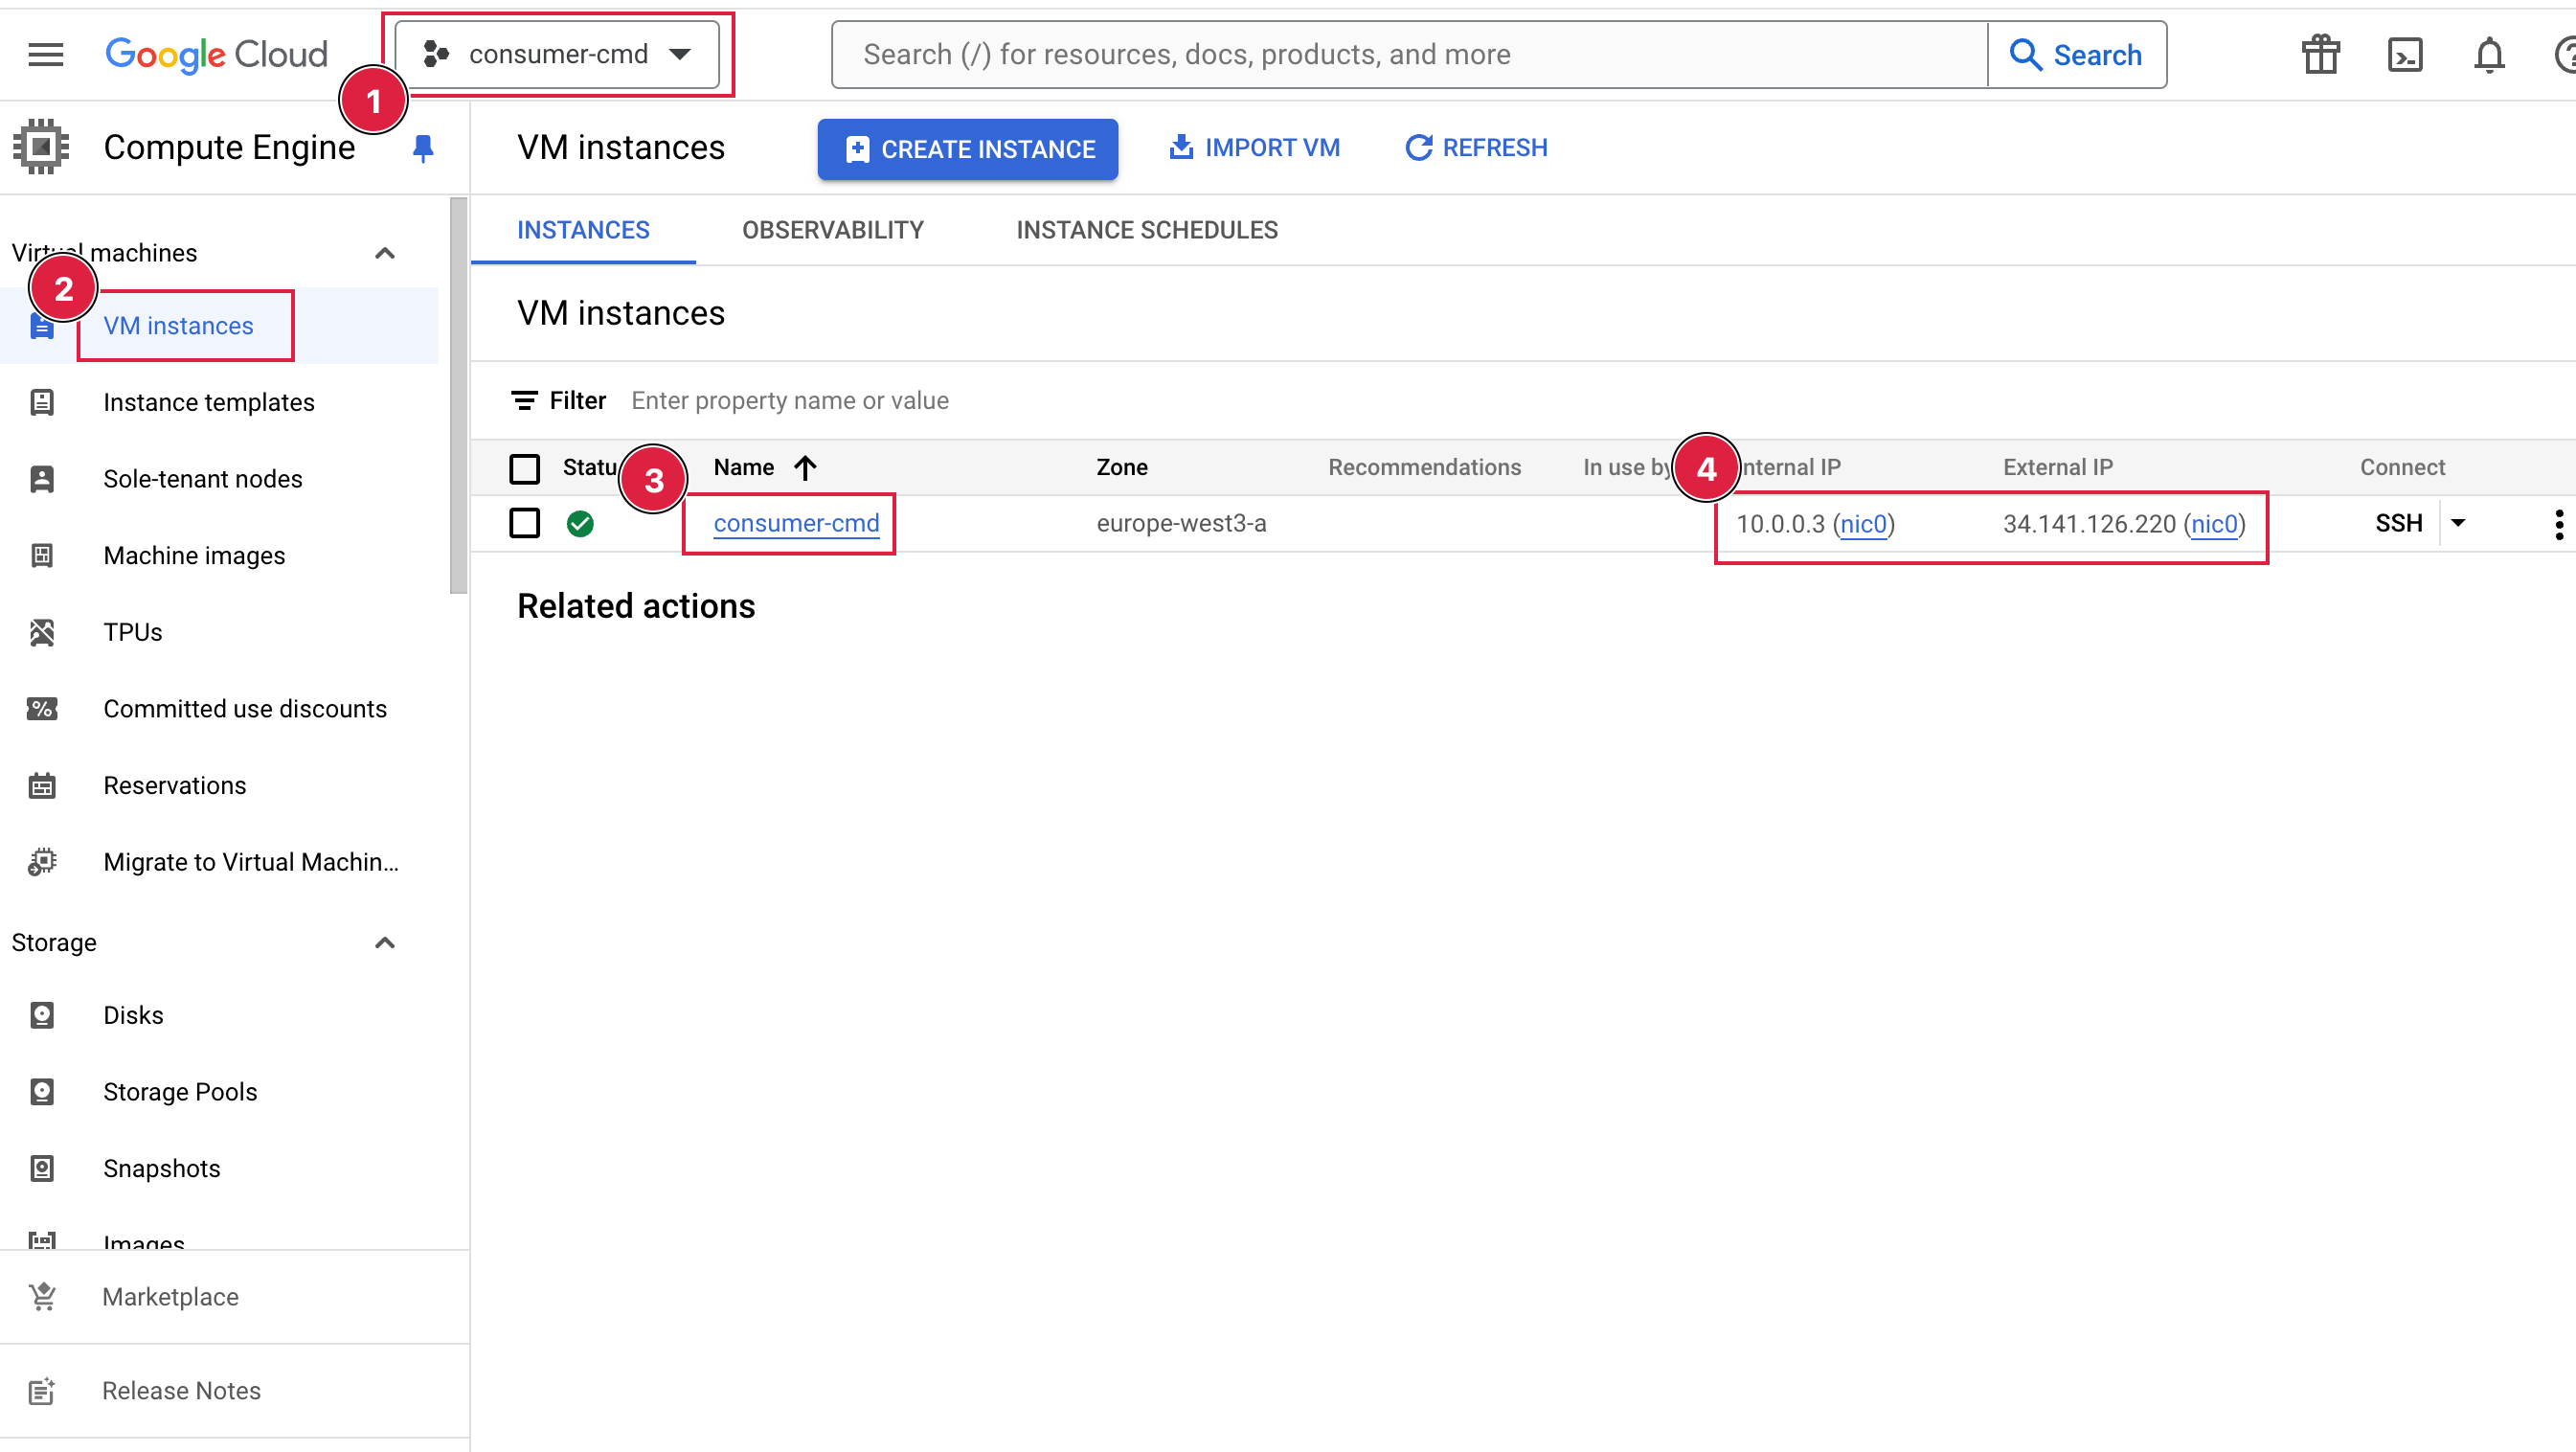 Google Cloud
consumer-cmd
Search (/) for resources, docs, products, and more
Search
1
Compute Engine
VM instances
CREATE INSTANCE
IMPORT VM
REFRESH
INSTANCES
OBSERVABILITY
INSTANCE SCHEDULES
Virtual machines
2
VM instances
Instance templates
Sole-tenant nodes
Machine images
TPUs
Committed use discounts
Reservations
Migrate to Virtual Machin...
Storage
Disks
Storage Pools
Snapshots
Images
Marketplace
Release Notes
VM instances
Filter Enter property name or value
Statu 3 Name Zone Recommendations In use by 4 nternal IP External IP Connect
consumer-cmd europe-west3-a 10.0.0.3 (nic0) 34.141.126.220 (nic0) SSH
Related actions